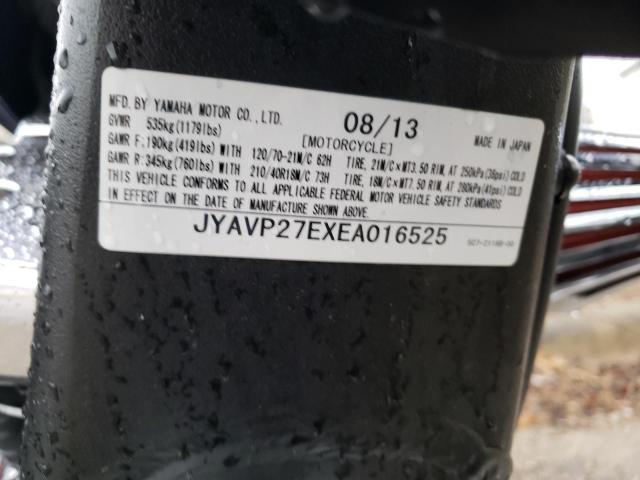 MFD. BY YAMAHA MOTOR CO., LTD. 08/13 MADE IN JAPAN
GVWR 535kg(1179lbs) [MOTORCYCLE]
GAWR F: 190kg(419lbs) WITH 120/70-21M/C 62H TIRE, 21M/C×MT3.50 RIM, AT 250kPa(36psi) COLD
GAWR R: 345kg(760lbs) WITH 210/40R18M/C 73H TIRE, 18M/C×MT7.50 RIM, AT 280kPa(41psi) COLD
THIS VEHICLE CONFORMS TO ALL APPLICABLE FEDERAL MOTOR VEHICLE SAFETY STANDARDS
IN EFFECT ON THE DATE OF MANUFACTURE SHOWN ABOVE.
JYAVP27EXEA016525